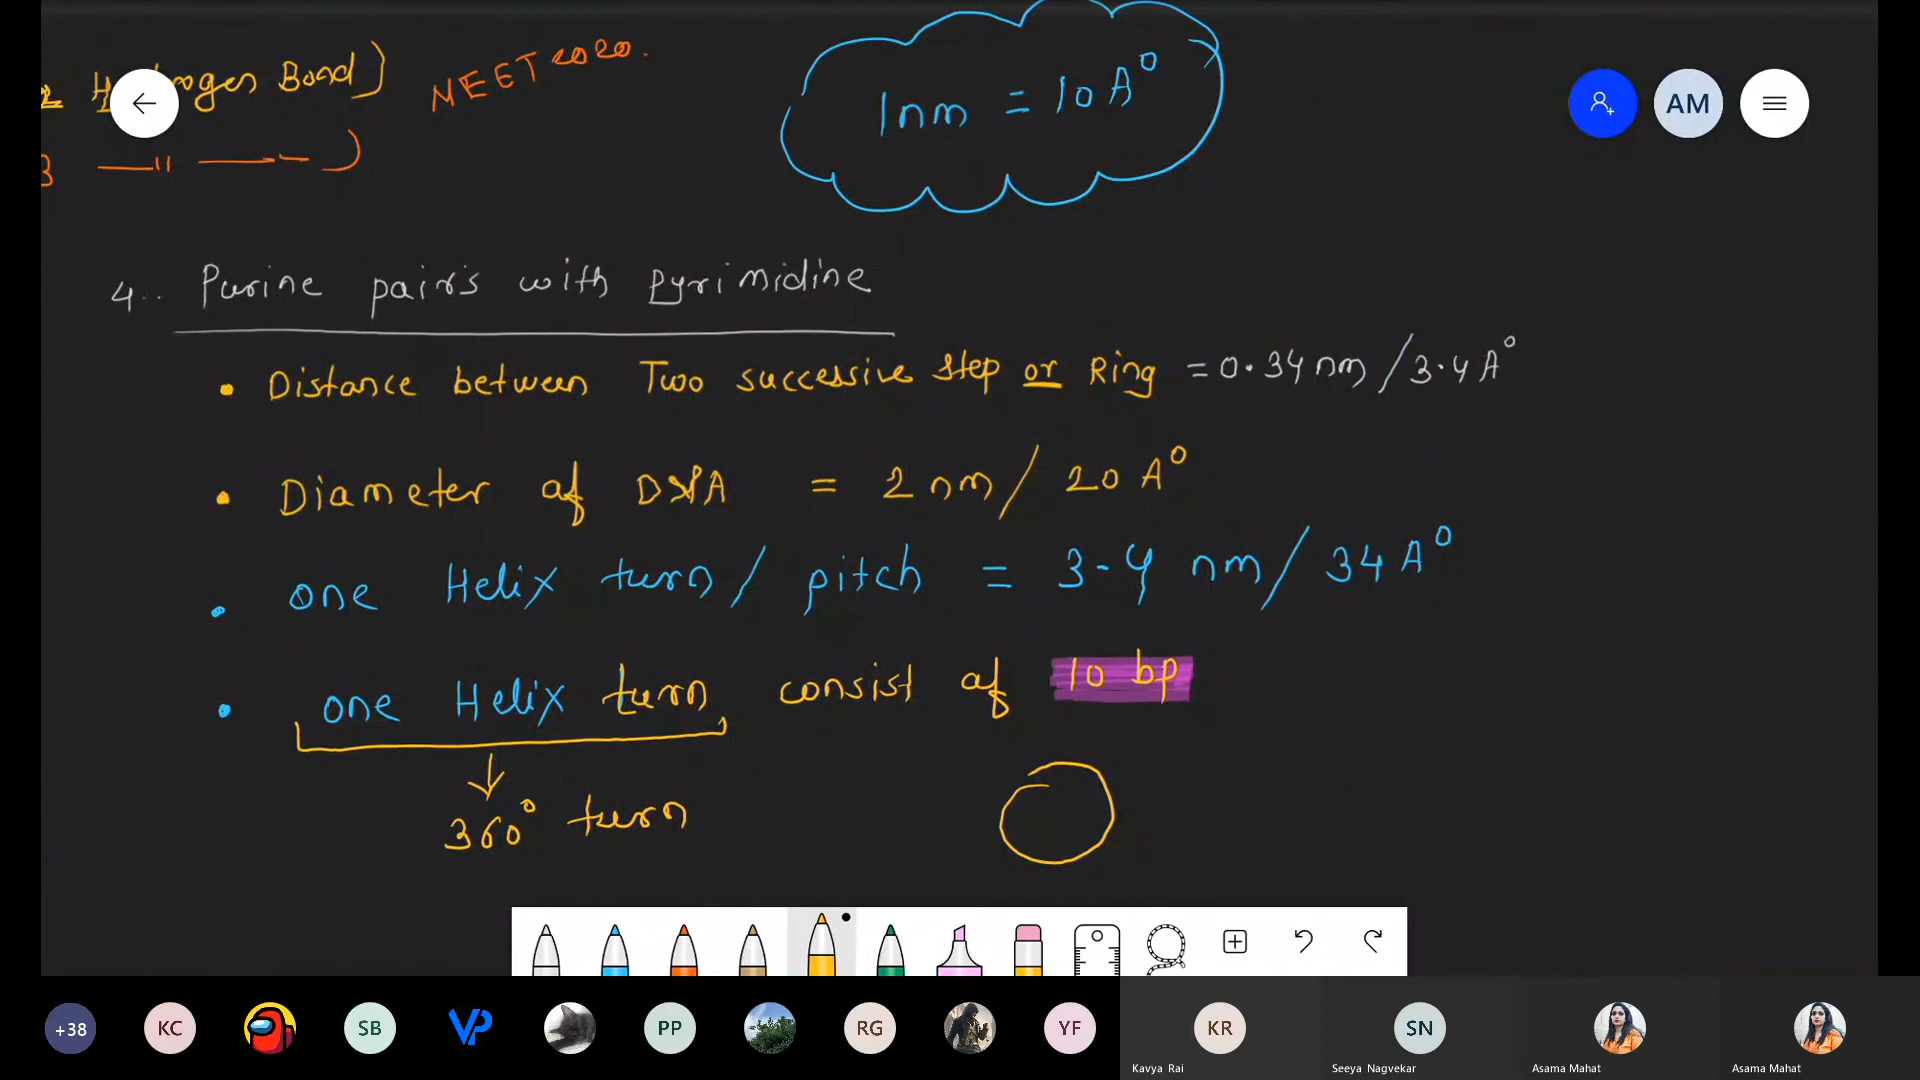 Hydrogen Bond) NEET 2020.
3 —"—— )
1nm = 10 A°
AM
4.. Purine pairs with pyrimidine
• Distance between Two successive step or Ring = 0.34 nm / 3.4 A°
• Diameter of DNA = 2 nm / 20 A°
• one Helix turn / pitch = 3-4 nm / 34 A°
• one Helix turn consist of 10 bp
360° turn
+38 KC SB VP PP RG YF KR SN
Kavya Rai Seeya Nagvekar Asama Mahat Asama Mahat